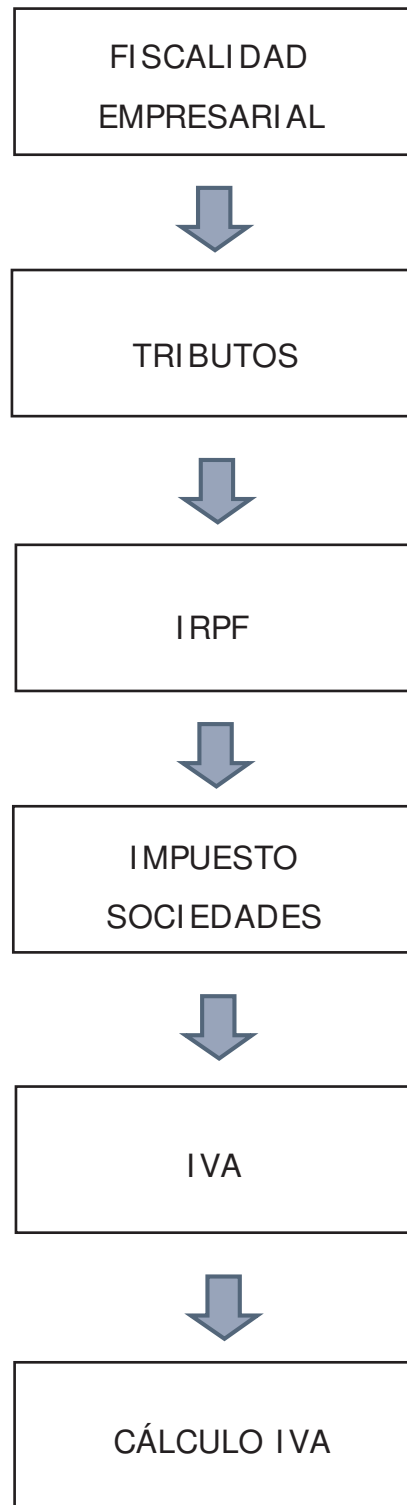 FISCALIDAD
EMPRESARIAL
TRIBUTOS
IRPF
IMPUESTO
SOCIEDADES
IVA
CÁLCULO IVA